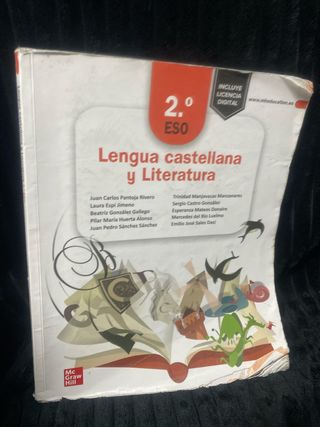 INCLUYE
LICENCIA
DIGITAL
www.mheducation.es
2.º
ESO
Lengua castellana
y Literatura
Juan Carlos Pantoja Rivero
Laura Espí Jimeno
Beatriz González Gallego
Pilar María Huerta Alonso
Juan Pedro Sánchez Sánchez
Trinidad Manjavacas Manzanares
Sergio Castro González
Esperanza Mateos Donaire
Mercedes del Río Luelmo
Emilio José Sales Dasí
Mc
Graw
Hill